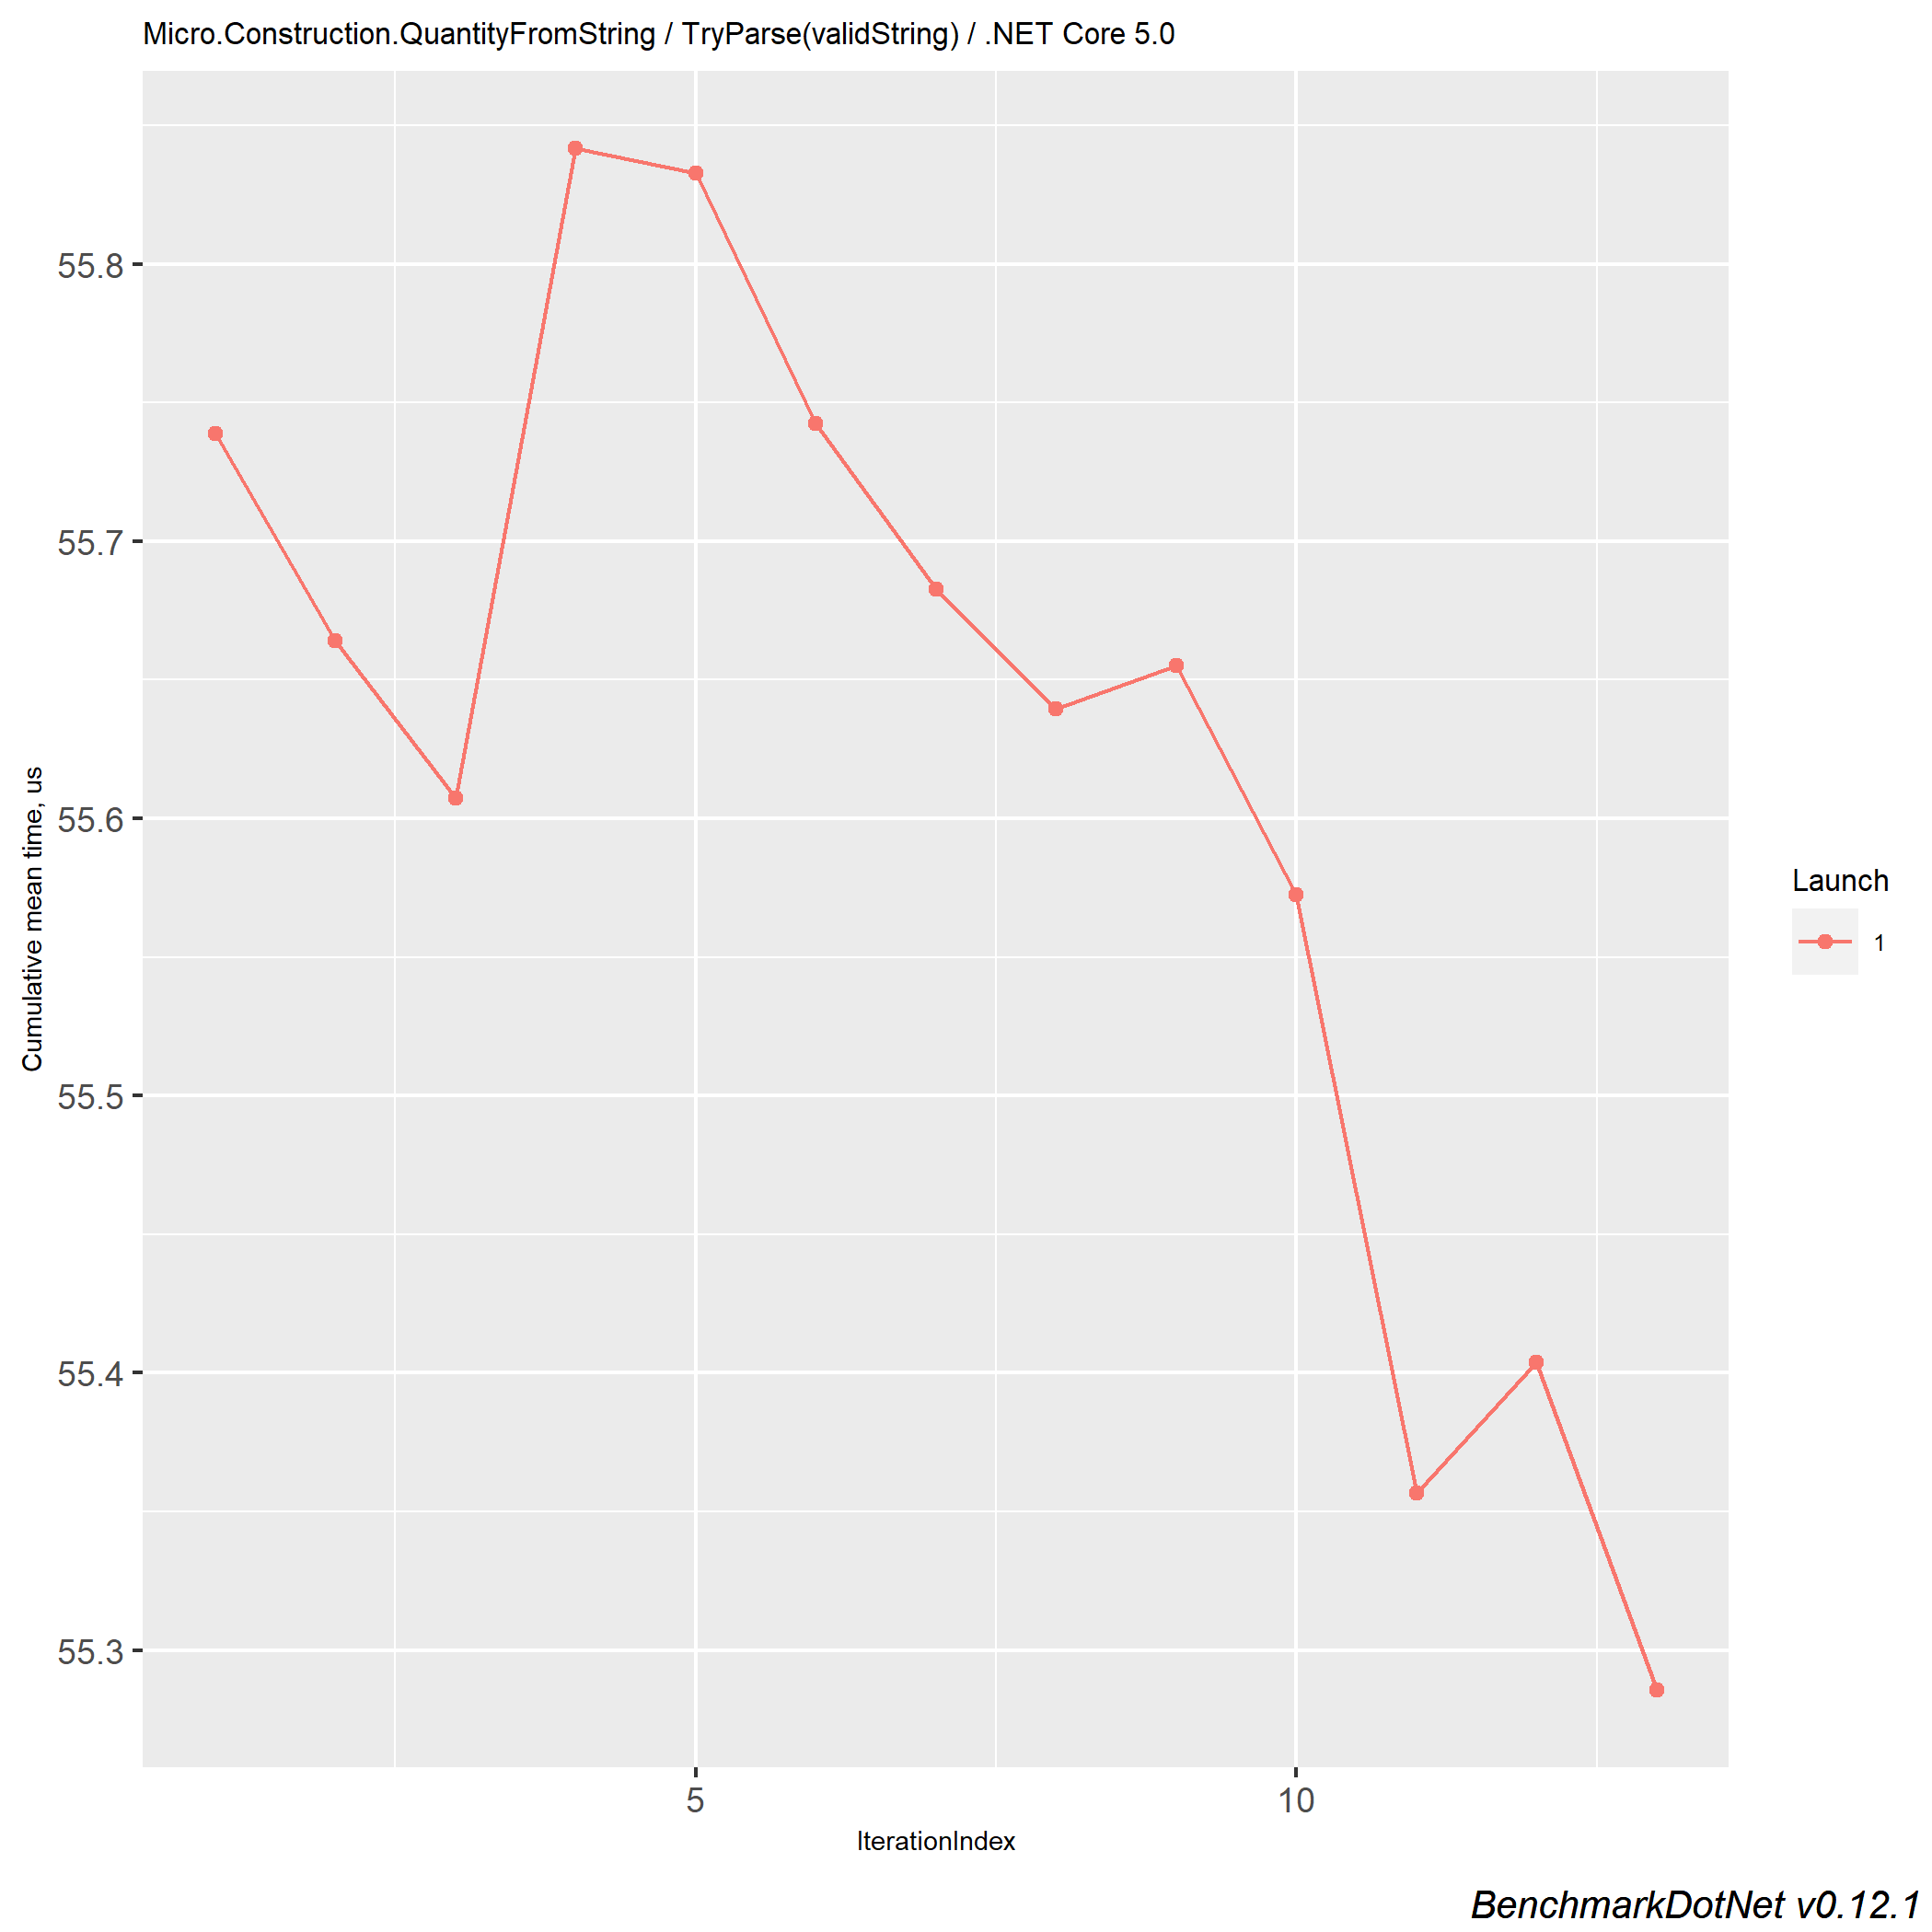 Micro.Construction.QuantityFromString / TryParse(validString) / .NET Core 5.0
55.8
55.7
55.6
55.5
55.4
55.3
Cumulative mean time, us
5
10
IterationIndex
Launch
1
BenchmarkDotNet v0.12.1